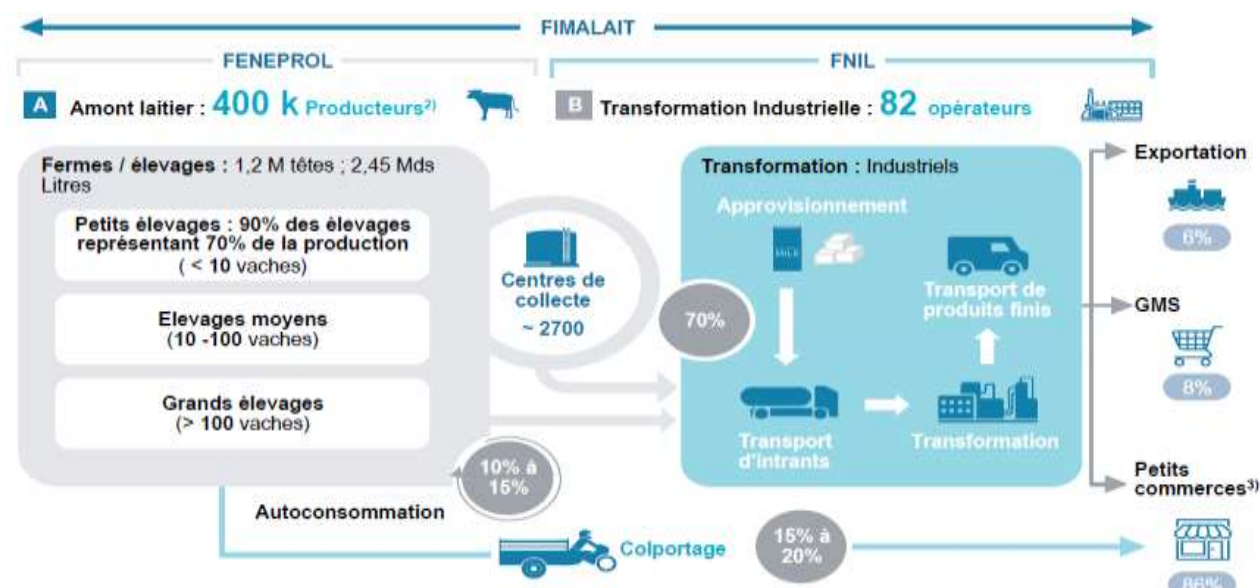 FIMALAIT
FENEPROL
FNIL
A Amont laitier : 400 k Producteurs²⁾
B Transformation Industrielle : 82 opérateurs
Fermes / élevages : 1,2 M têtes ; 2,45 Mds
Litres
Petits élevages : 90% des élevages
représentant 70% de la production
( < 10 vaches)
Elevages moyens
(10 -100 vaches)
Grands élevages
(> 100 vaches)
10% à
15%
Autoconsommation
Centres de
collecte
~ 2700
70%
Transformation : Industriels
Approvisionnement
MILK
Transport
d'intrants
Transformation
Transport de
produits finis
Colportage
15% à
20%
Exportation
6%
GMS
8%
Petits
commerces³⁾
86%